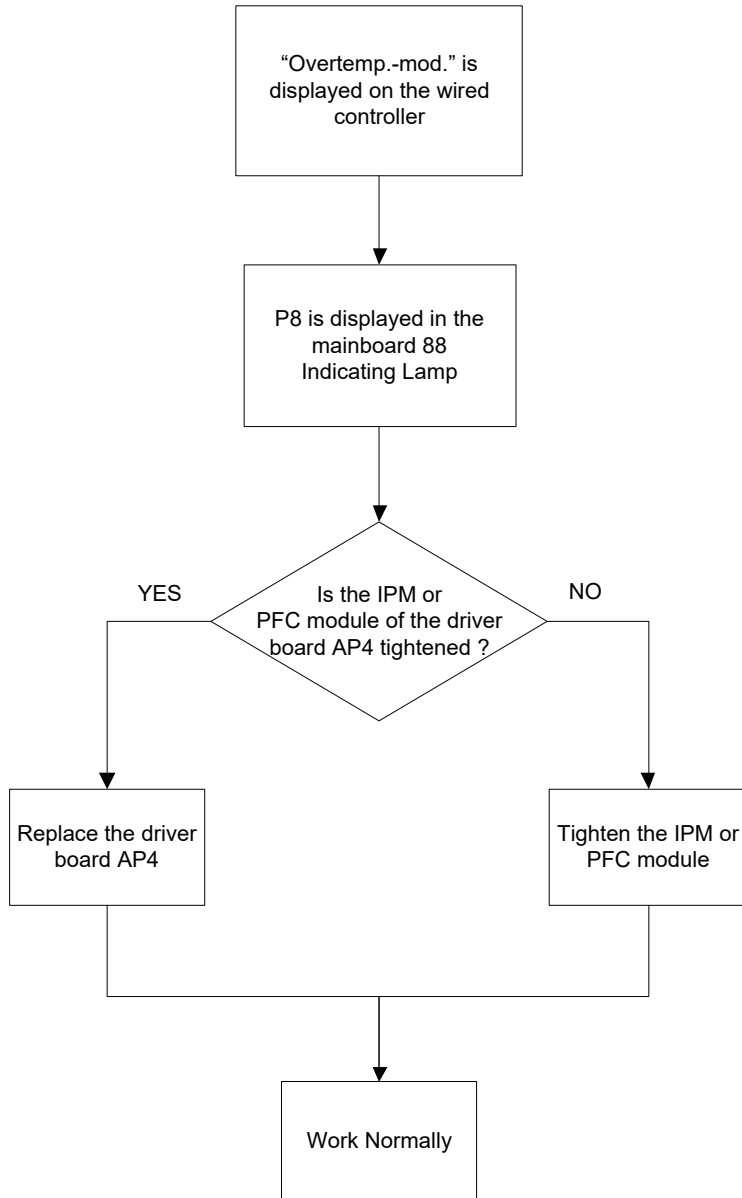 “Overtemp.-mod.” is
displayed on the wired
controller
P8 is displayed in the
mainboard 88
Indicating Lamp
YES
Is the IPM or
PFC module of the driver
board AP4 tightened ?
NO
Replace the driver
board AP4
Tighten the IPM or
PFC module
Work Normally